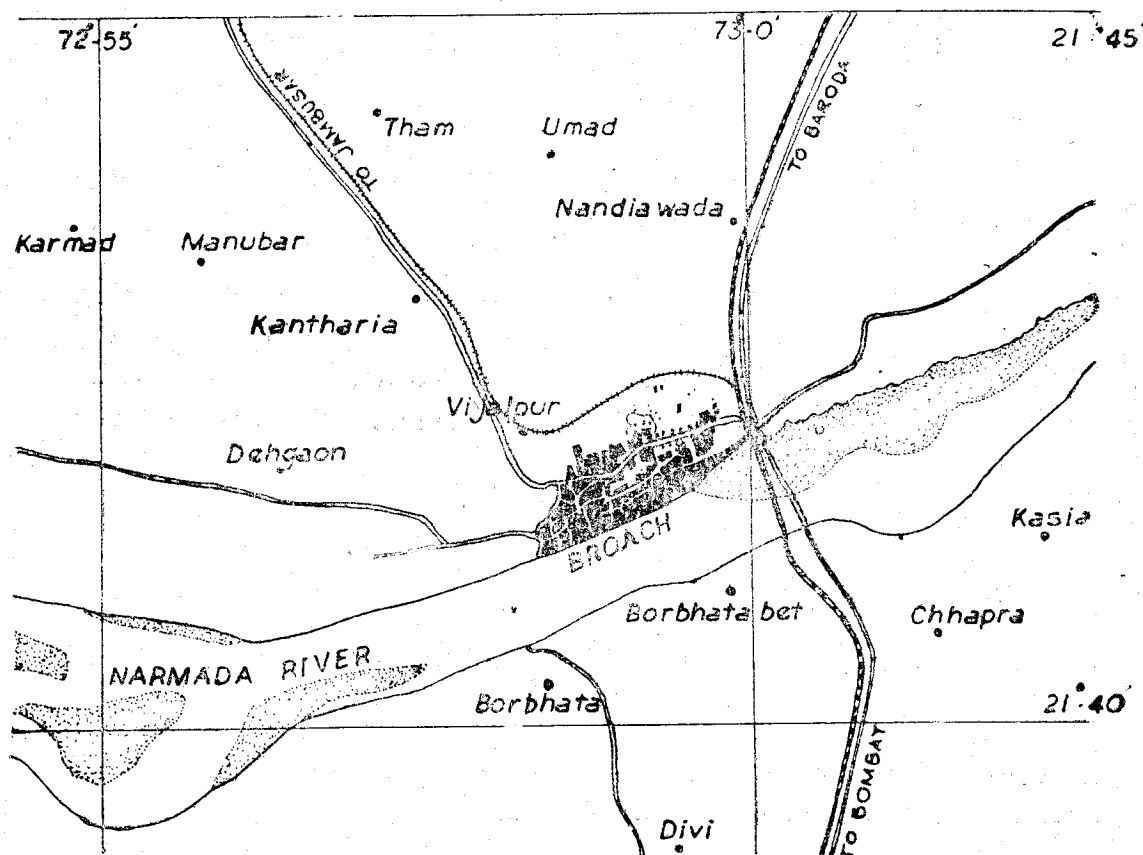 72°55'
73·0'
21°45'
TO JAMBUSAR
TO BARODA
Tham
Umad
Nandiawada
Karmad
Manubar
Kantharia
Vijalpur
Dehgaon
BROACH
Kasia
Borbhata bet
Chhapra
NARMADA RIVER
Borbhata
21·40'
TO BOMBAY
Divi